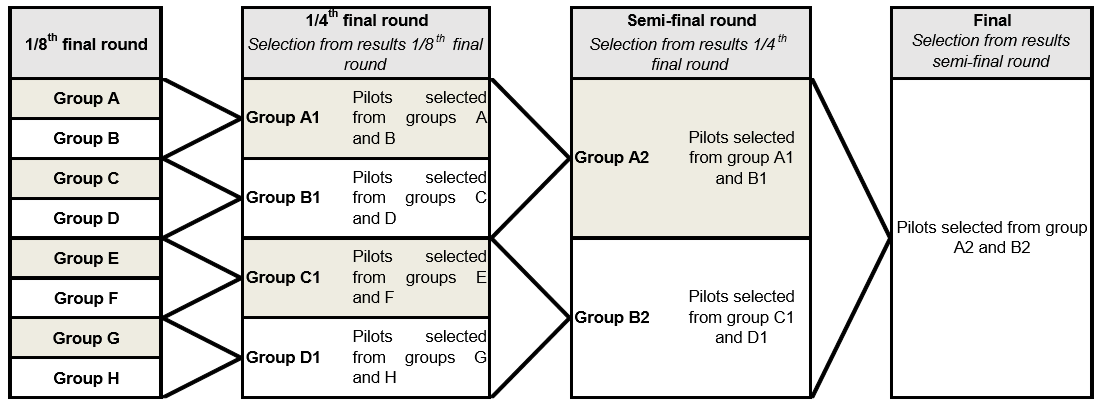 1/8th final round
1/4th final round
Selection from results 1/8th final
round
Semi-final round
Selection from results 1/4th
final round
Final
Selection from results
semi-final round
Group A
Group B
Group C
Group D
Group E
Group F
Group G
Group H
Group A1
Pilots selected
from groups A
and B
Group B1
Pilots selected
from groups C
and D
Group C1
Pilots selected
from groups E
and F
Group D1
Pilots selected
from groups G
and H
Group A2
Pilots selected
from group A1
and B1
Group B2
Pilots selected
from group C1
and D1
Pilots selected from group
A2 and B2